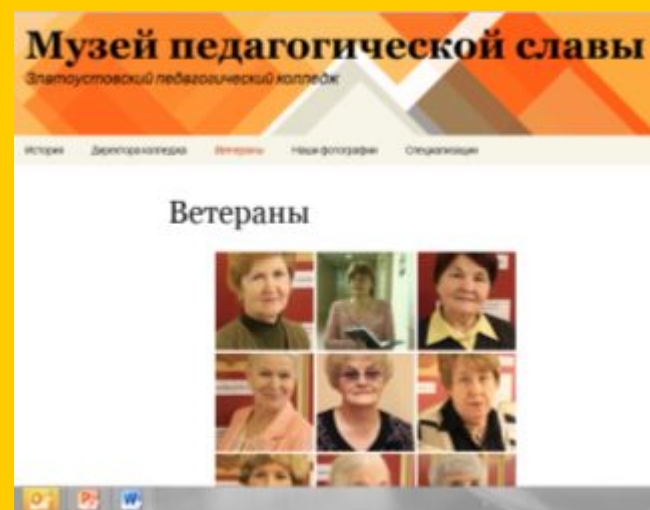 Музей педагогической славы
Златоустовский педагогический колледж
История Директора колледжа Ветераны Наши фотографии Специализации
Ветераны